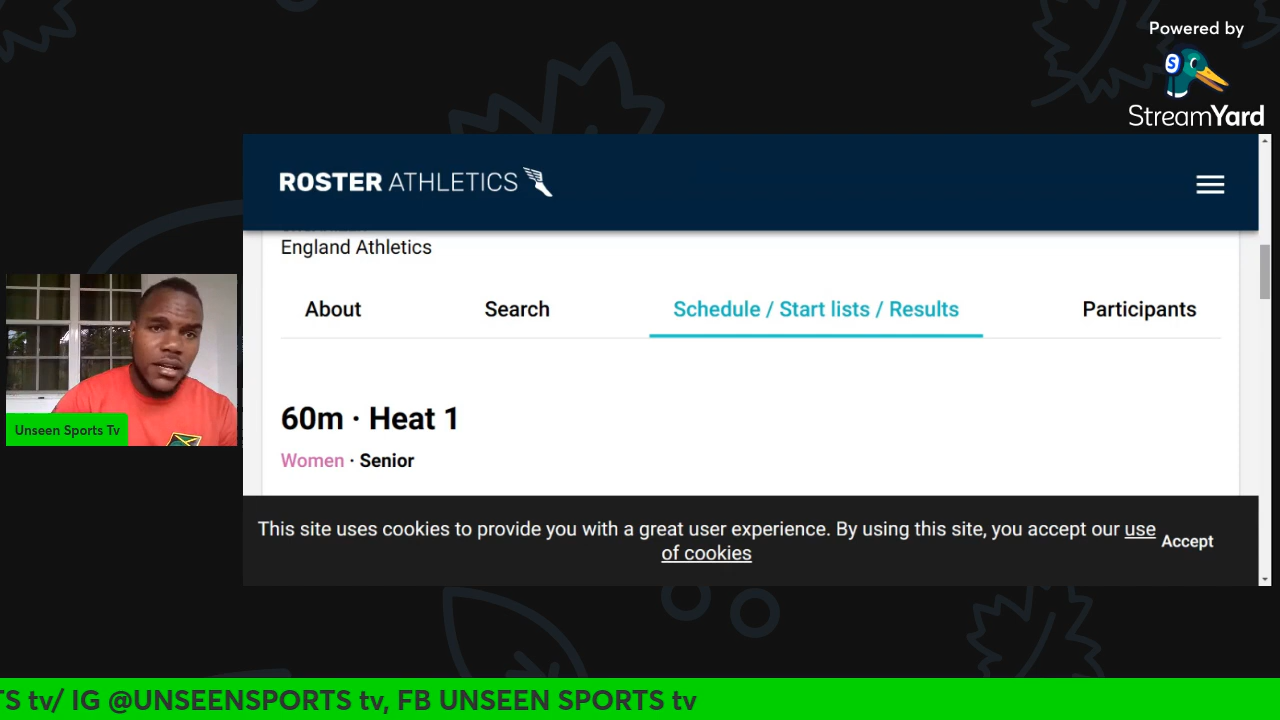 Powered by
StreamYard
ROSTER ATHLETICS
England Athletics
About Search Schedule / Start lists / Results Participants
60m · Heat 1
Women · Senior
Unseen Sports Tv
This site uses cookies to provide you with a great user experience. By using this site, you accept our use
of cookies
Accept
TS tv/ IG @UNSEENSPORTS tv, FB UNSEEN SPORTS tv